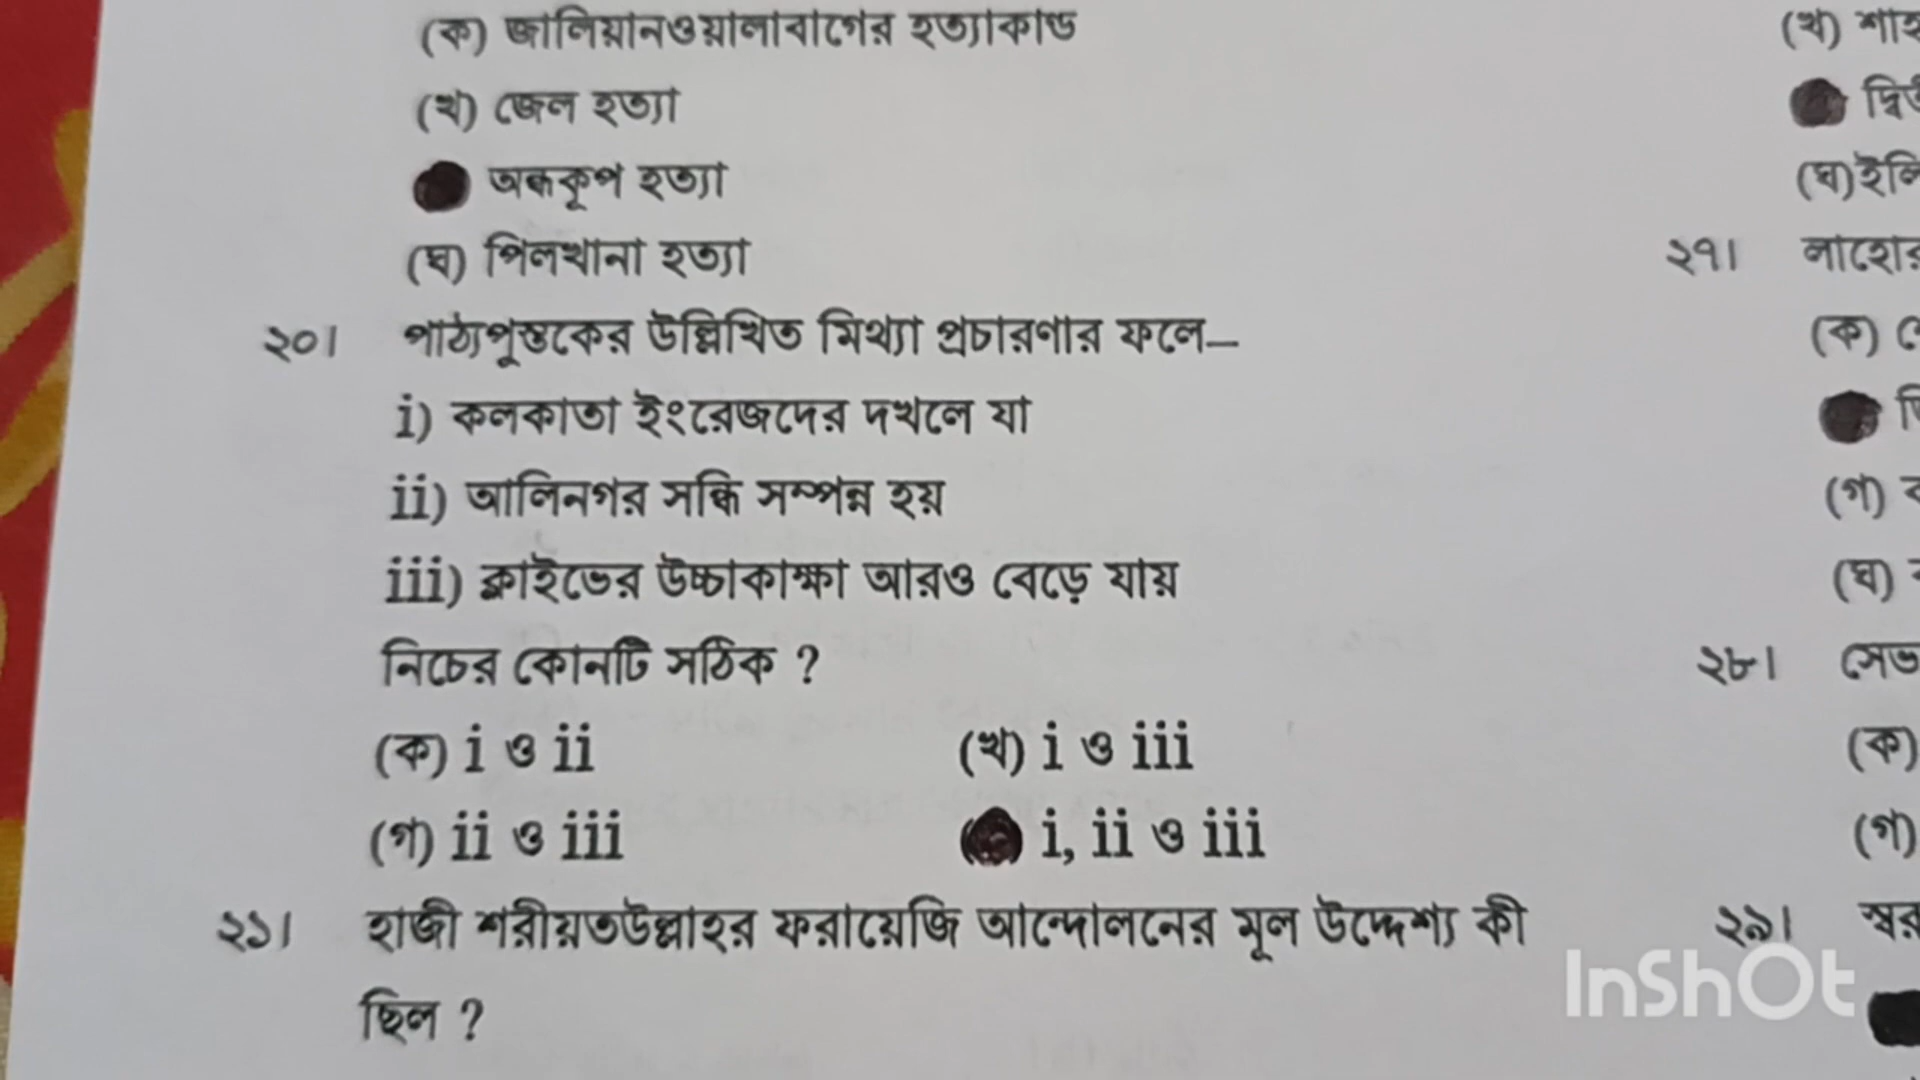 (ক) জালিয়ানওয়ালাবাগের হত্যাকান্ড
(খ) জেল হত্যা
অন্ধকূপ হত্যা
(ঘ) পিলখানা হত্যা
২০। পাঠ্যপুস্তকের উল্লিখিত মিথ্যা প্রচারণার ফলে–
i) কলকাতা ইংরেজদের দখলে যা
ii) আলিনগর সন্ধি সম্পন্ন হয়
iii) ক্লাইভের উচ্চাকাঙ্ক্ষা আরও বেড়ে যায়
নিচের কোনটি সঠিক ?
(ক) i ও ii (খ) i ও iii
(গ) ii ও iii i, ii ও iii
২১। হাজী শরীয়তউল্লাহর ফরায়েজি আন্দোলনের মূল উদ্দেশ্য কী
ছিল ?
(খ)
(ঘ)
২৭।
(ক)
(গ)
(ঘ)
২৮।
(ক)
(গ)
২৯।
InShOt